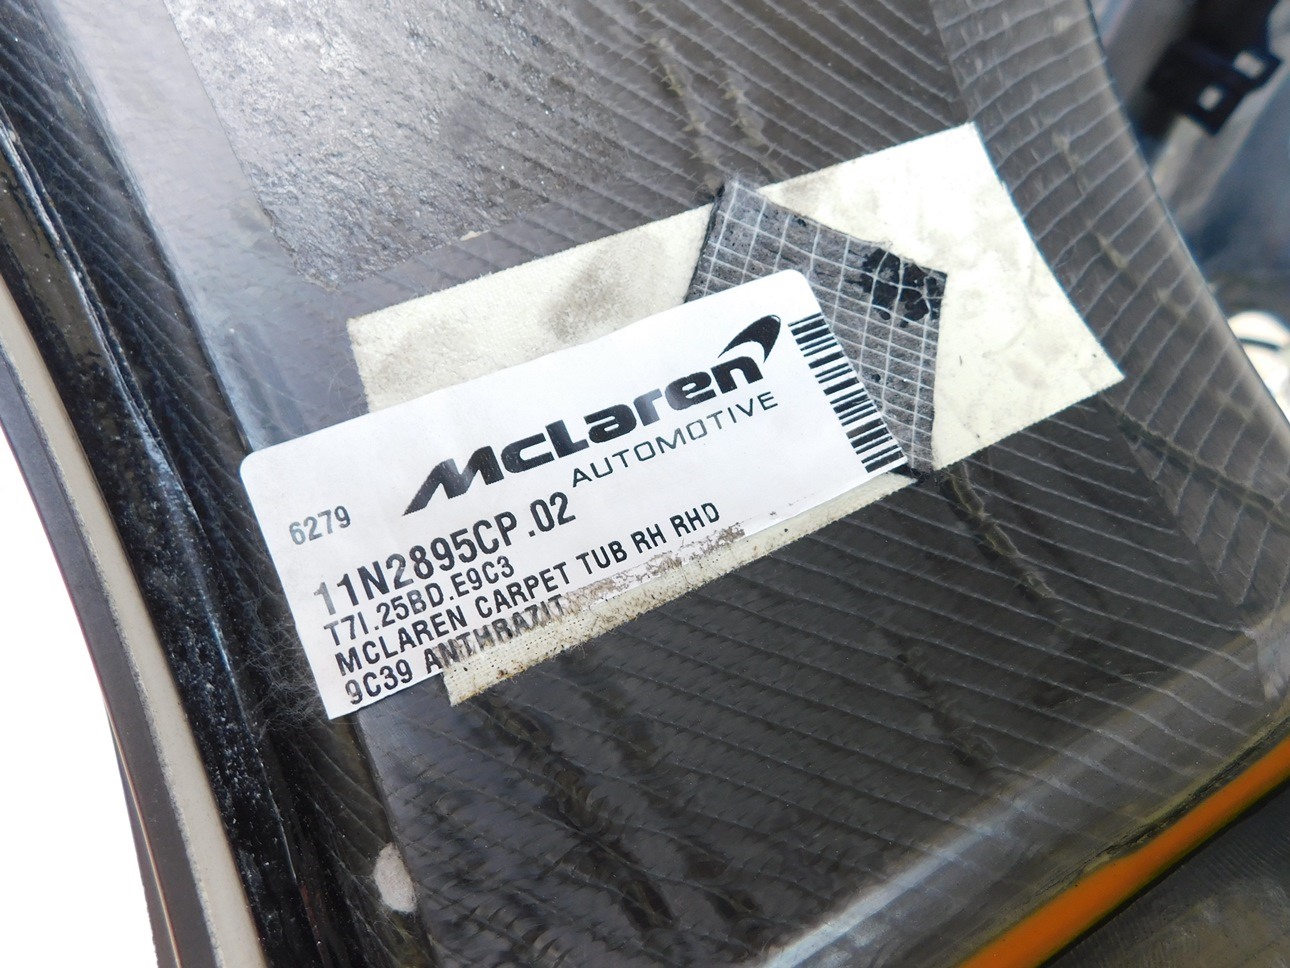 McLaren
AUTOMOTIVE
6279
11N2895CP.02
T7I.25BD.E9C3
MCLAREN CARPET TUB RH RHD
9C39 ANTHRAZIT